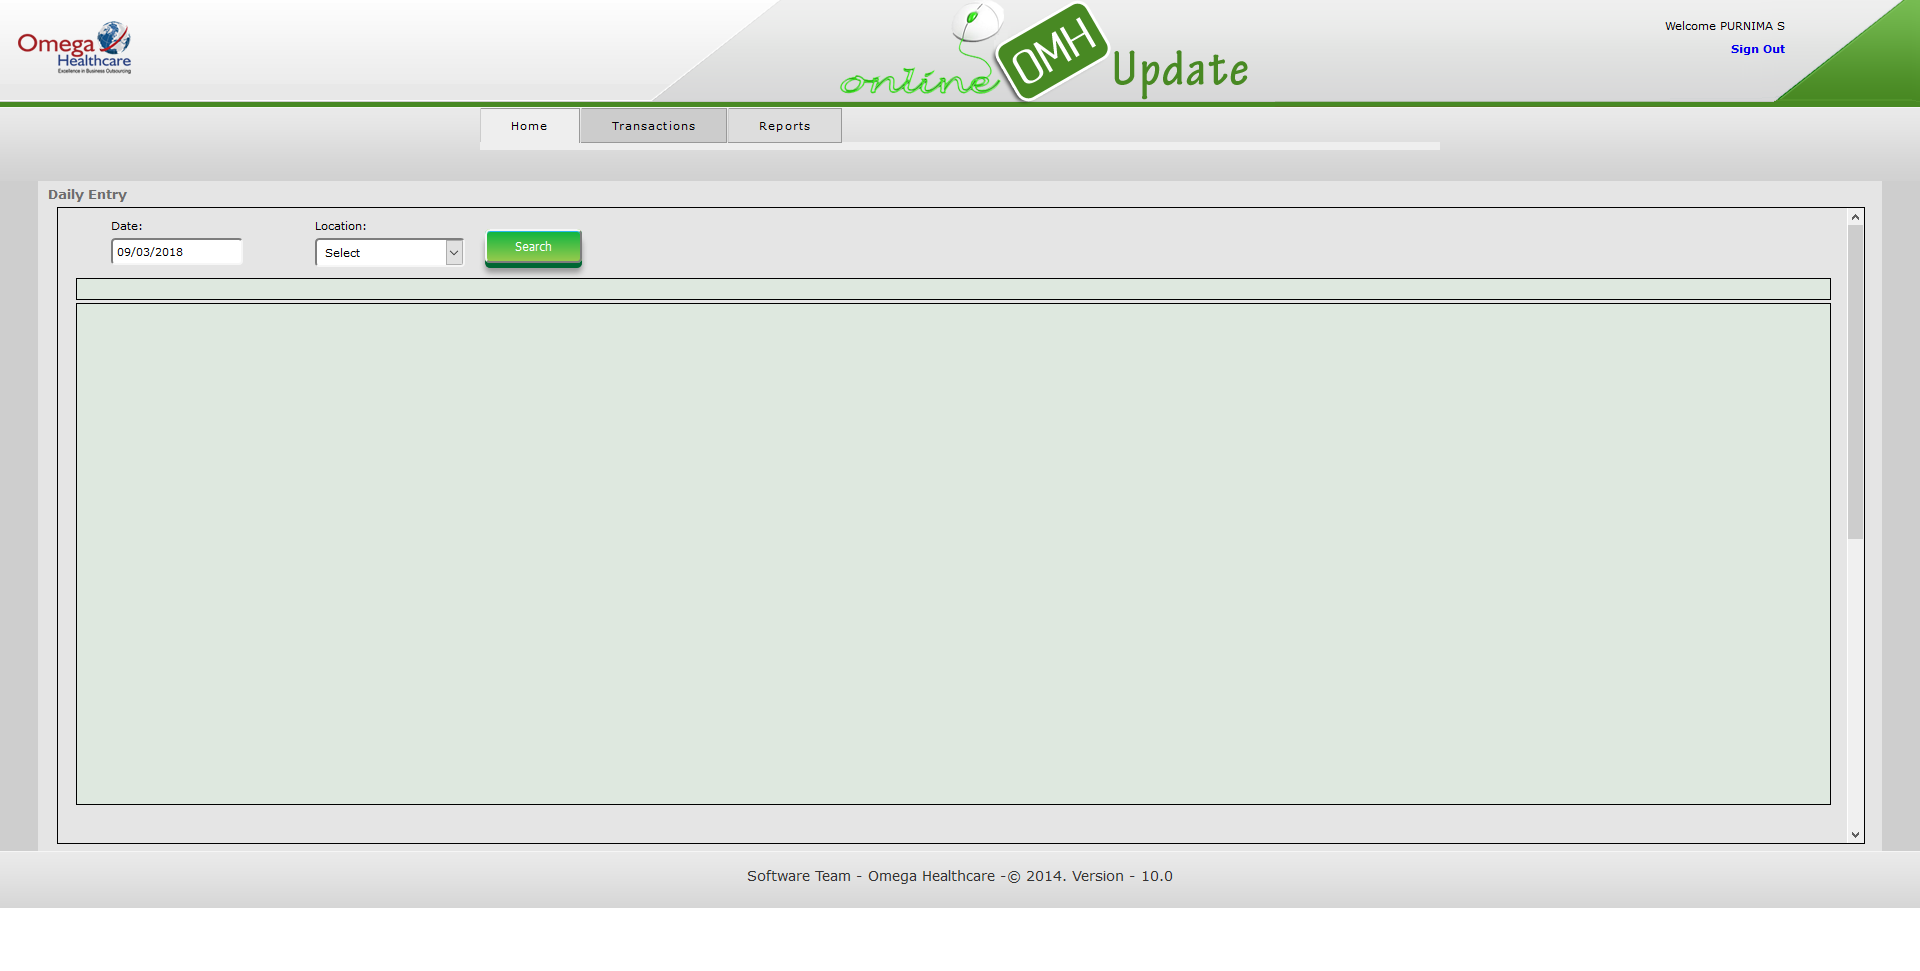 Omega
Healthcare
Excellence in Business Outsourcing
online OMH Update
Welcome PURNIMA S
Sign Out
Home Transactions Reports
Daily Entry
Date: Location:
09/03/2018 Select Search
Software Team - Omega Healthcare -© 2014. Version - 10.0